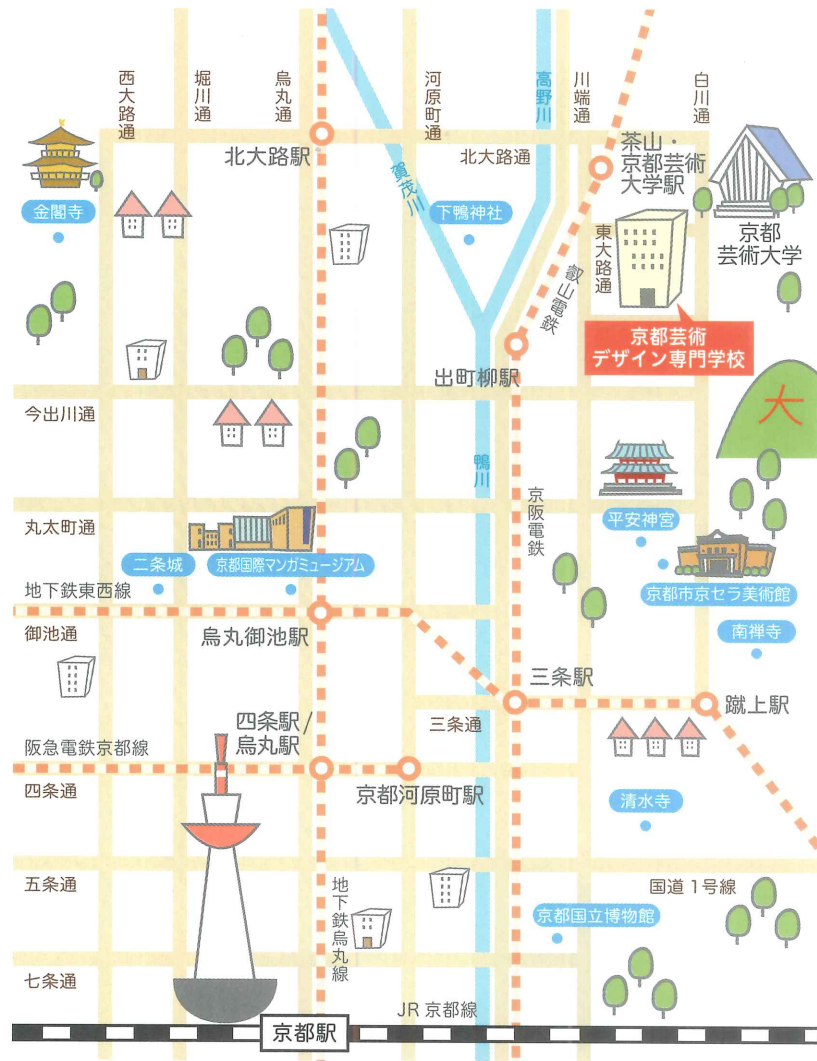 西大路通
堀川通
烏丸通
河原町通
高野川
川端通
白川通
北大路駅
北大路通
茶山・
京都芸術
大学駅
賀茂川
金閣寺
下鴨神社
東大路通
京都
芸術大学
叡山電鉄
京都芸術
デザイン専門学校
出町柳駅
大
今出川通
鴨川
京阪電鉄
丸太町通
平安神宮
二条城
京都国際マンガミュージアム
地下鉄東西線
京都市京セラ美術館
御池通
烏丸御池駅
南禅寺
三条駅
蹴上駅
四条駅/
烏丸駅
三条通
阪急電鉄京都線
四条通
京都河原町駅
清水寺
五条通
地下鉄烏丸線
国道1号線
京都国立博物館
七条通
JR京都線
京都駅